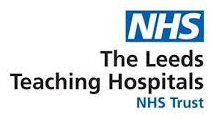 NHS
The Leeds
Teaching Hospitals
NHS Trust